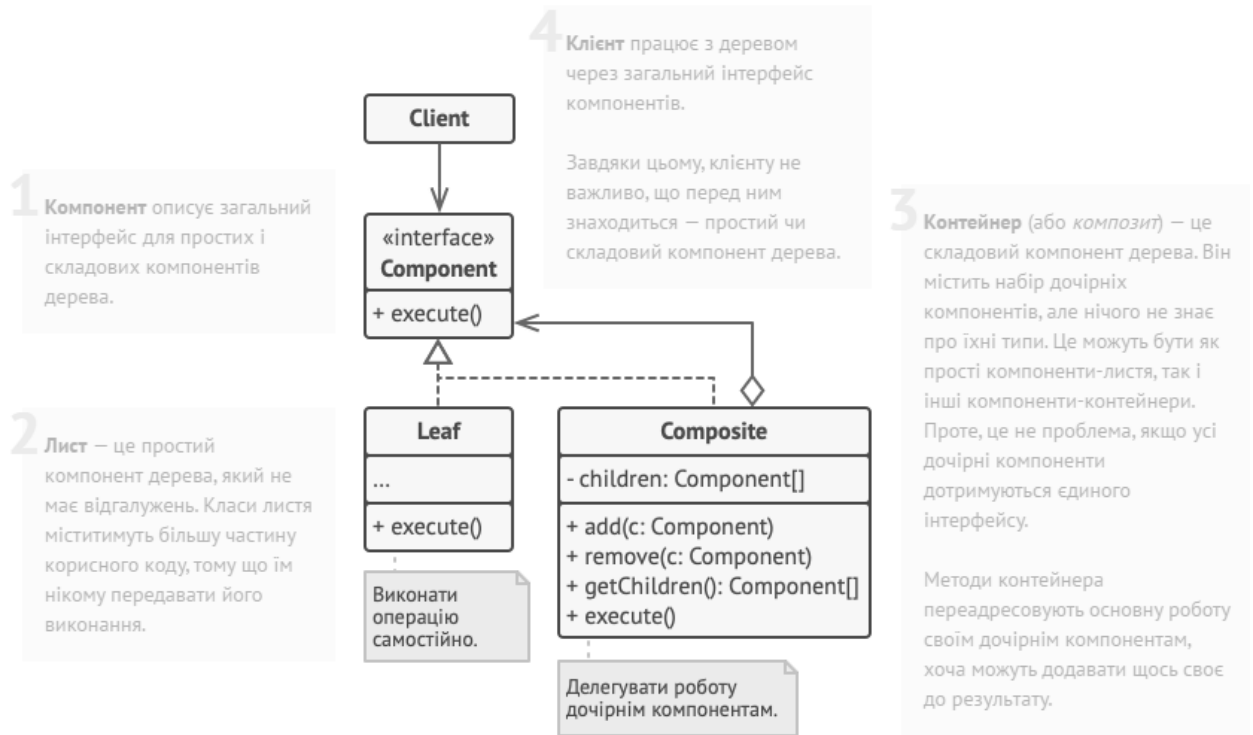 4
Клієнт працює з деревом
через загальний інтерфейс
компонентів.
Завдяки цьому, клієнту не
важливо, що перед ним
знаходиться — простий чи
складовий компонент дерева.
Client
1
Компонент описує загальний
інтерфейс для простих і
складових компонентів
дерева.
«interface»
Component
+ execute()
3
Контейнер (або композит) — це
складовий компонент дерева. Він
містить набір дочірніх
компонентів, але нічого не знає
про їхні типи. Це можуть бути як
прості компоненти-листя, так і
інші компоненти-контейнери.
Проте, це не проблема, якщо усі
дочірні компоненти
дотримуються єдиного
інтерфейсу.
Методи контейнера
переадресовують основну роботу
своїм дочірнім компонентам,
хоча можуть додавати щось своє
до результату.
2
Лист — це простий
компонент дерева, який не
має відгалужень. Класи листя
міститимуть більшу частину
корисного коду, тому що їм
нікому передавати його
виконання.
Leaf
...
+ execute()
Виконати
операцію
самостійно.
Composite
- children: Component[]
+ add(c: Component)
+ remove(c: Component)
+ getChildren(): Component[]
+ execute()
Делегувати роботу
дочірнім компонентам.